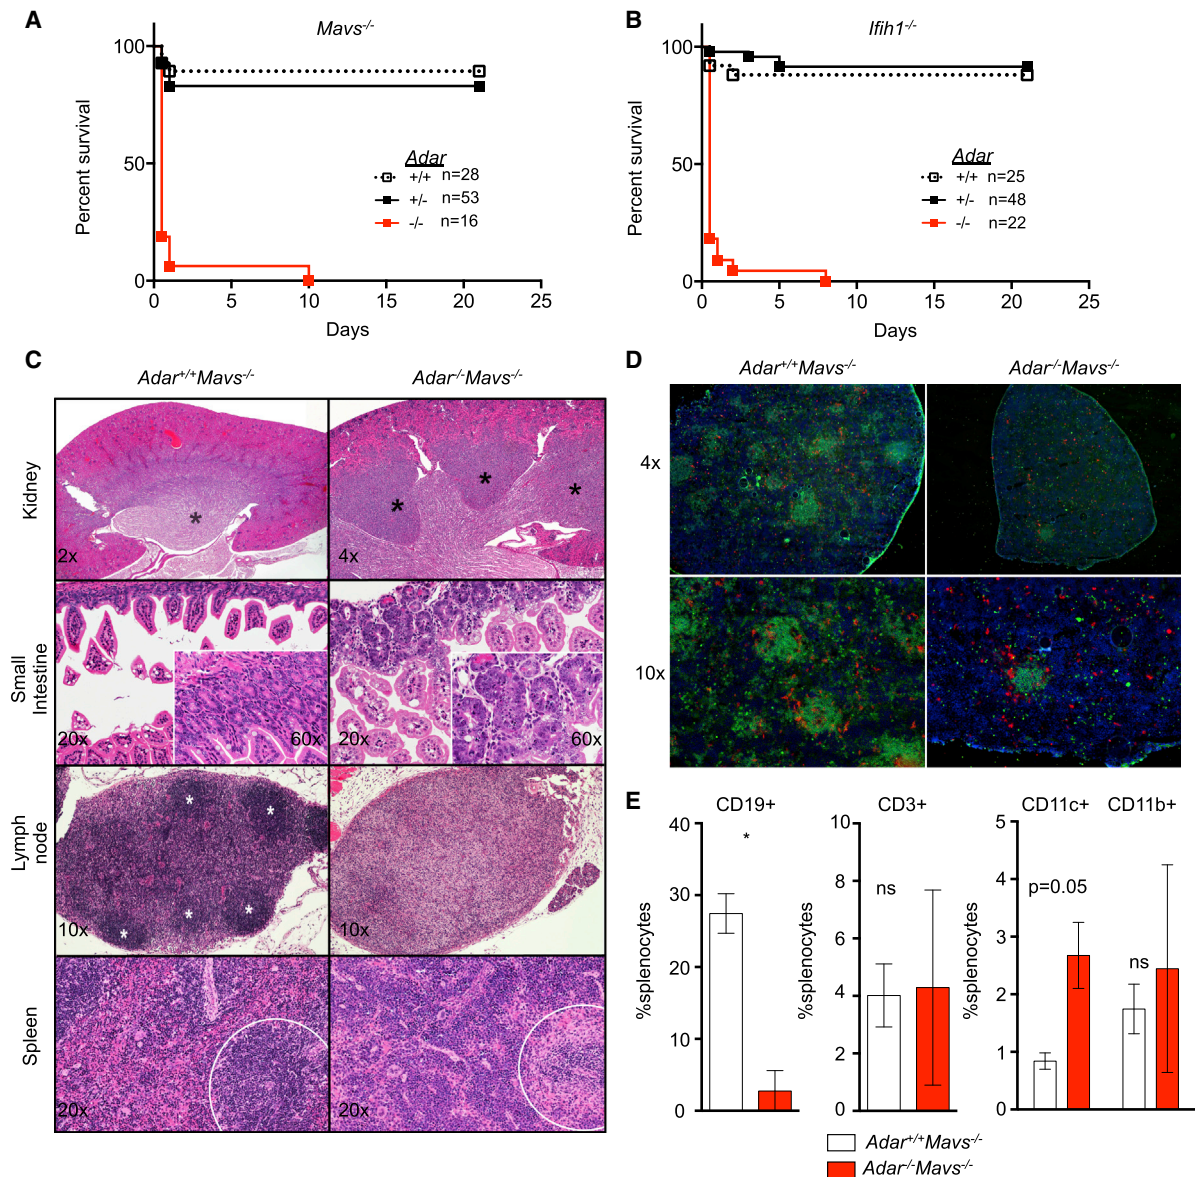 A
Mavs-/-
100
50
0
Percent survival
0 5 10 15 20 25
Days
Adar
+/+ n=28
+/- n=53
-/- n=16
B
Ifih1-/-
100
50
0
Percent survival
0 5 10 15 20 25
Days
Adar
+/+ n=25
+/- n=48
-/- n=22
C
Adar+/+Mavs-/- Adar-/-Mavs-/-
Kidney
2x 4x
* * * *
Small
Intestine
20x 60x 20x 60x
Lymph
node
* * * * *
10x 10x
Spleen
20x 20x
D
Adar+/+Mavs-/- Adar-/-Mavs-/-
4x
10x
E
CD19+
*
40
30
20
10
0
%splenocytes
CD3+
ns
10
8
6
4
2
0
%splenocytes
CD11c+ CD11b+
p=0.05
ns
5
4
3
2
1
0
%splenocytes
Adar+/+Mavs-/-
Adar-/-Mavs-/-